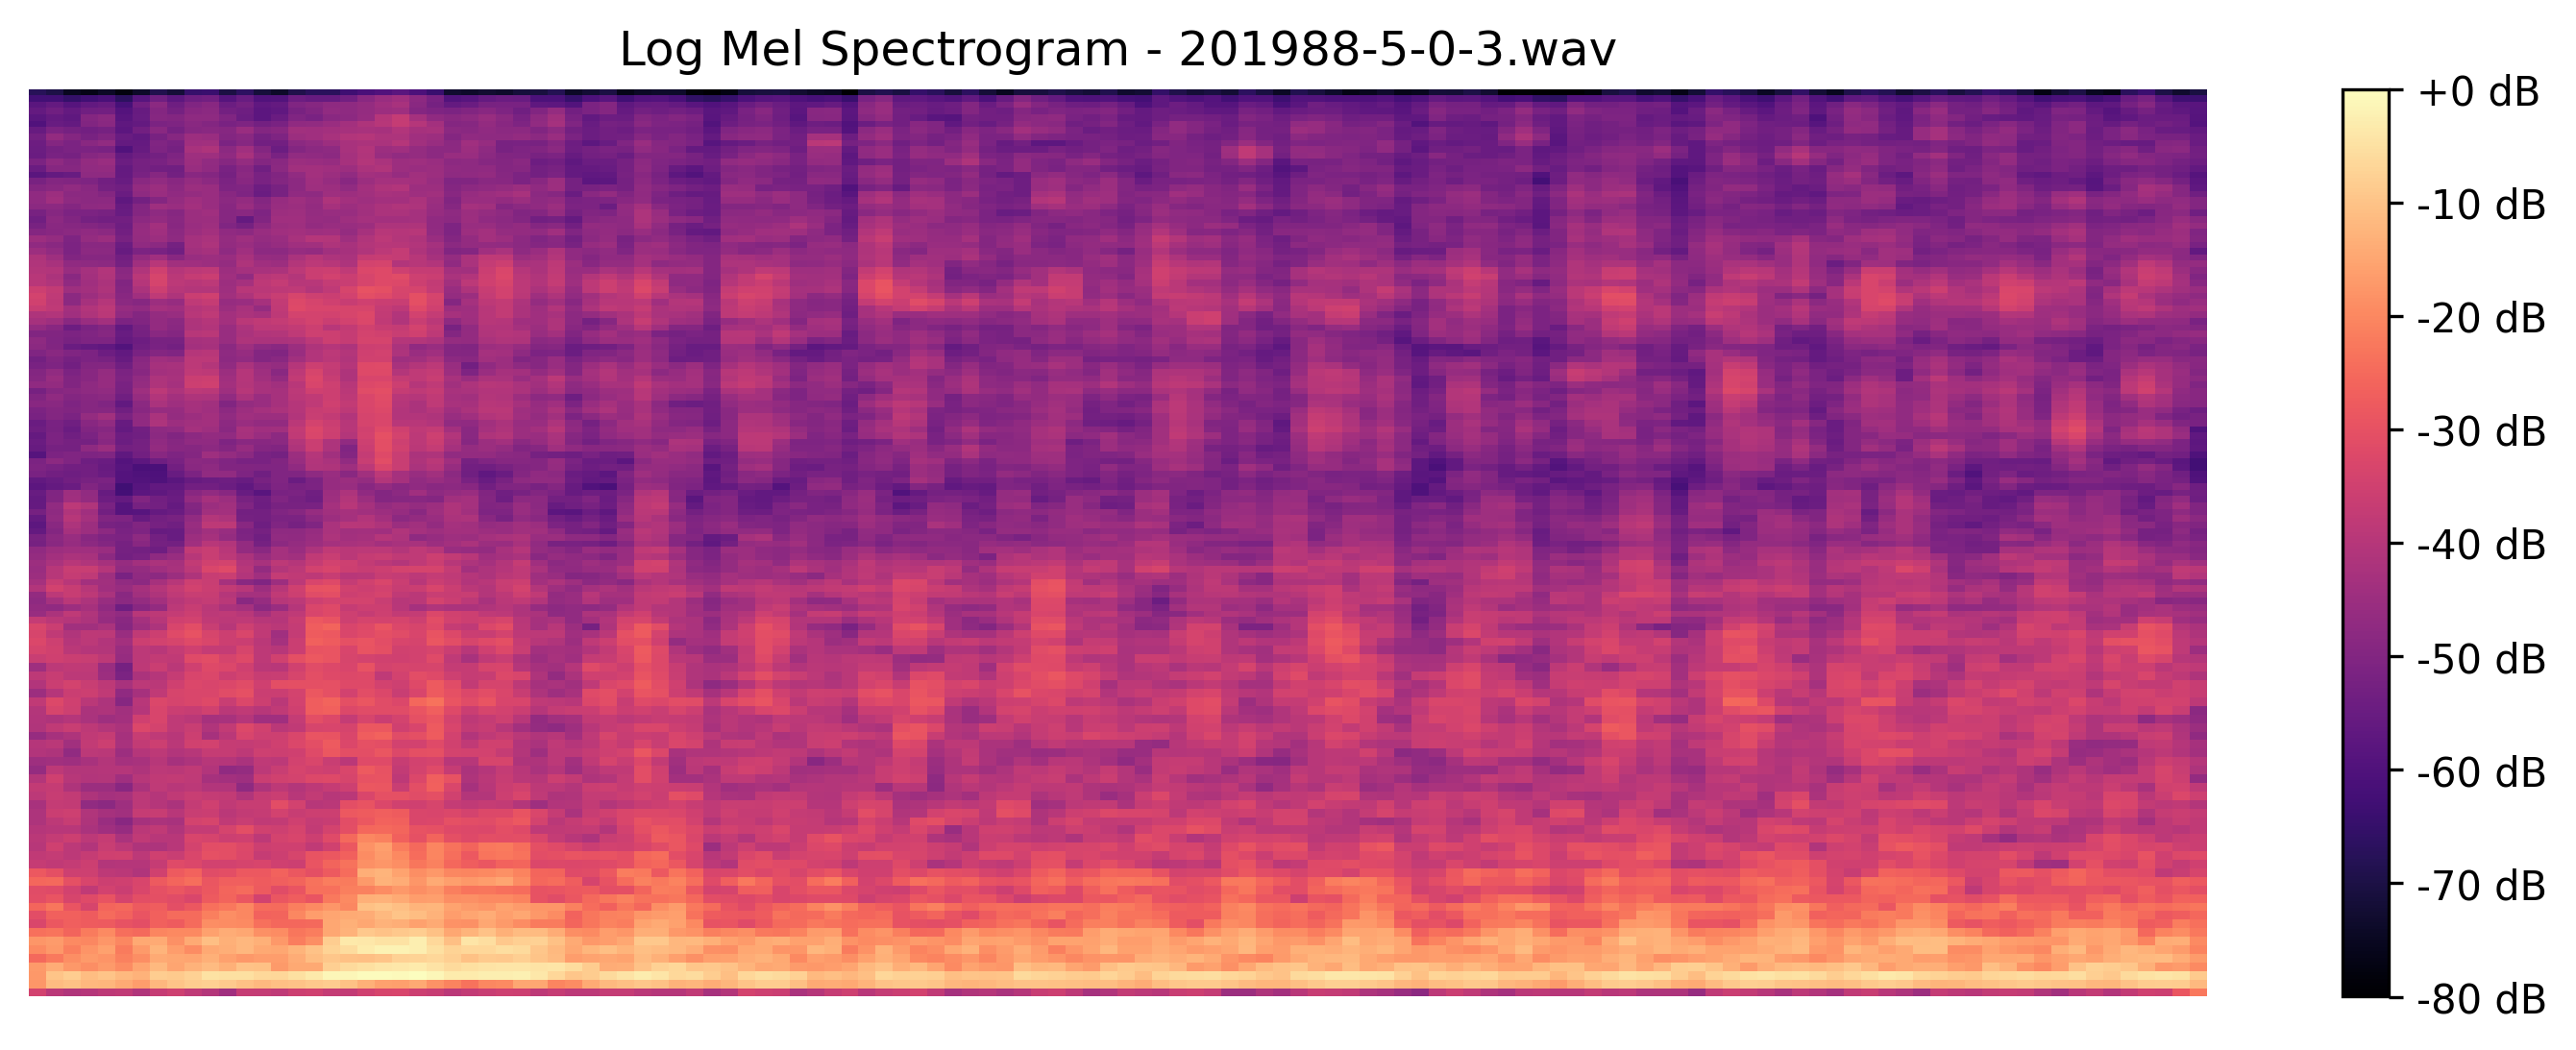 Log Mel Spectrogram - 201988-5-0-3.wav
+0 dB
-10 dB
-20 dB
-30 dB
-40 dB
-50 dB
-60 dB
-70 dB
-80 dB